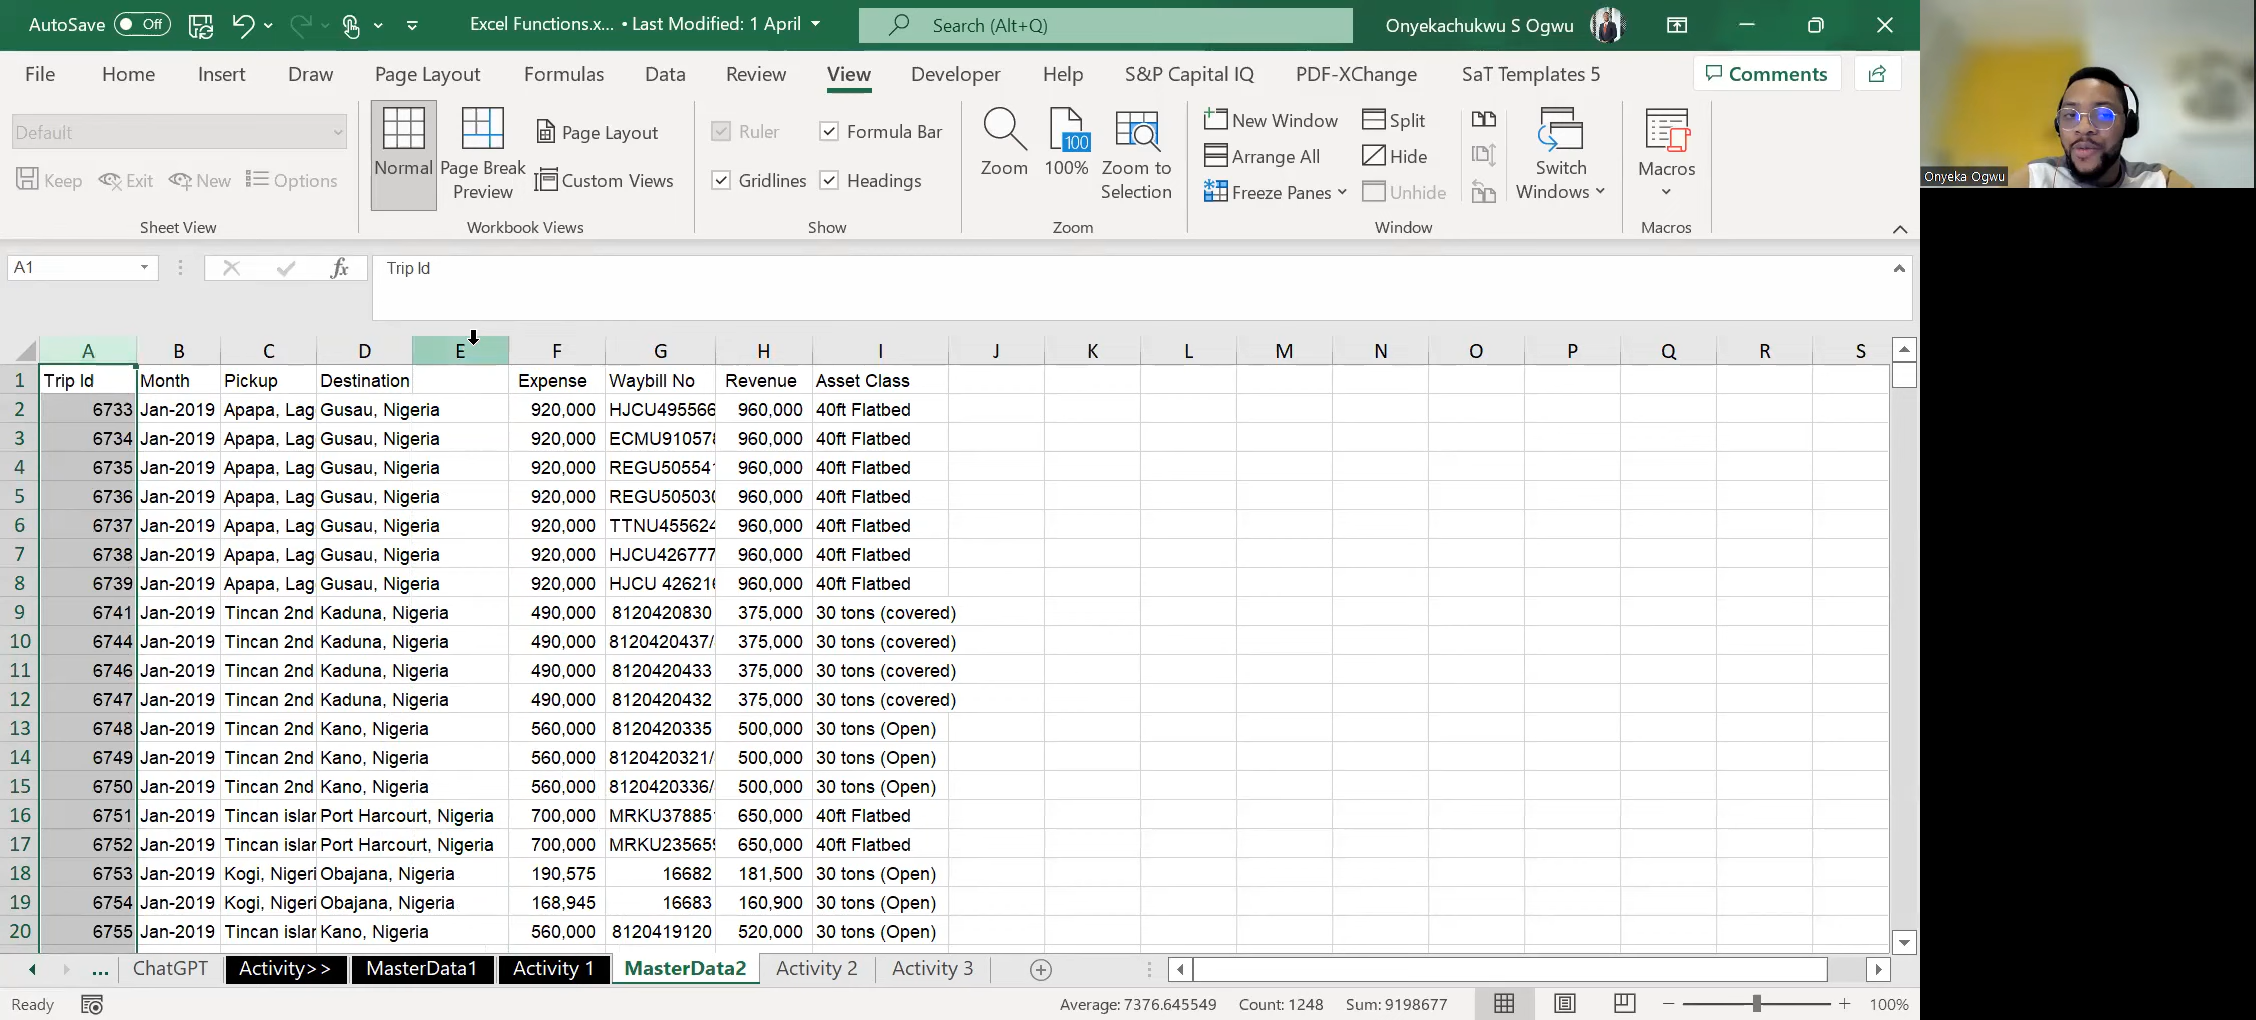 AutoSave Off Excel Functions.x... • Last Modified: 1 April Search (Alt+Q) Onyekachukwu S Ogwu
File Home Insert Draw Page Layout Formulas Data Review View Developer Help S&P Capital IQ PDF-XChange SaT Templates 5 Comments
Default Normal Page Break Preview Page Layout Ruler Formula Bar Zoom 100 100% Zoom to Selection New Window Split Switch Windows Macros
Keep Exit New Options Custom Views Gridlines Headings Arrange All Hide
Freeze Panes Unhide
Sheet View Workbook Views Show Zoom Window Macros
Onyeka Ogwu
A1 fx Trip Id
A B C D E F G H I J K L M N O P Q R S
1 Trip Id Month Pickup Destination Expense Waybill No Revenue Asset Class
2 6733 Jan-2019 Apapa, Lag Gusau, Nigeria 920,000 HJCU495566 960,000 40ft Flatbed
3 6734 Jan-2019 Apapa, Lag Gusau, Nigeria 920,000 ECMU910578 960,000 40ft Flatbed
4 6735 Jan-2019 Apapa, Lag Gusau, Nigeria 920,000 REGU505541 960,000 40ft Flatbed
5 6736 Jan-2019 Apapa, Lag Gusau, Nigeria 920,000 REGU505030 960,000 40ft Flatbed
6 6737 Jan-2019 Apapa, Lag Gusau, Nigeria 920,000 TTNU455624 960,000 40ft Flatbed
7 6738 Jan-2019 Apapa, Lag Gusau, Nigeria 920,000 HJCU426777 960,000 40ft Flatbed
8 6739 Jan-2019 Apapa, Lag Gusau, Nigeria 920,000 HJCU 426216 960,000 40ft Flatbed
9 6741 Jan-2019 Tincan 2nd Kaduna, Nigeria 490,000 8120420830 375,000 30 tons (covered)
10 6744 Jan-2019 Tincan 2nd Kaduna, Nigeria 490,000 8120420437/ 375,000 30 tons (covered)
11 6746 Jan-2019 Tincan 2nd Kaduna, Nigeria 490,000 8120420433 375,000 30 tons (covered)
12 6747 Jan-2019 Tincan 2nd Kaduna, Nigeria 490,000 8120420432 375,000 30 tons (covered)
13 6748 Jan-2019 Tincan 2nd Kano, Nigeria 560,000 8120420335 500,000 30 tons (Open)
14 6749 Jan-2019 Tincan 2nd Kano, Nigeria 560,000 8120420321/ 500,000 30 tons (Open)
15 6750 Jan-2019 Tincan 2nd Kano, Nigeria 560,000 8120420336/ 500,000 30 tons (Open)
16 6751 Jan-2019 Tincan islar Port Harcourt, Nigeria 700,000 MRKU378851 650,000 40ft Flatbed
17 6752 Jan-2019 Tincan islar Port Harcourt, Nigeria 700,000 MRKU235659 650,000 40ft Flatbed
18 6753 Jan-2019 Kogi, Nigeri Obajana, Nigeria 190,575 16682 181,500 30 tons (Open)
19 6754 Jan-2019 Kogi, Nigeri Obajana, Nigeria 168,945 16683 160,900 30 tons (Open)
20 6755 Jan-2019 Tincan islar Kano, Nigeria 560,000 8120419120 520,000 30 tons (Open)
... ChatGPT Activity>> MasterData1 Activity 1 MasterData2 Activity 2 Activity 3
Ready Average: 7376.645549 Count: 1248 Sum: 9198677 100%